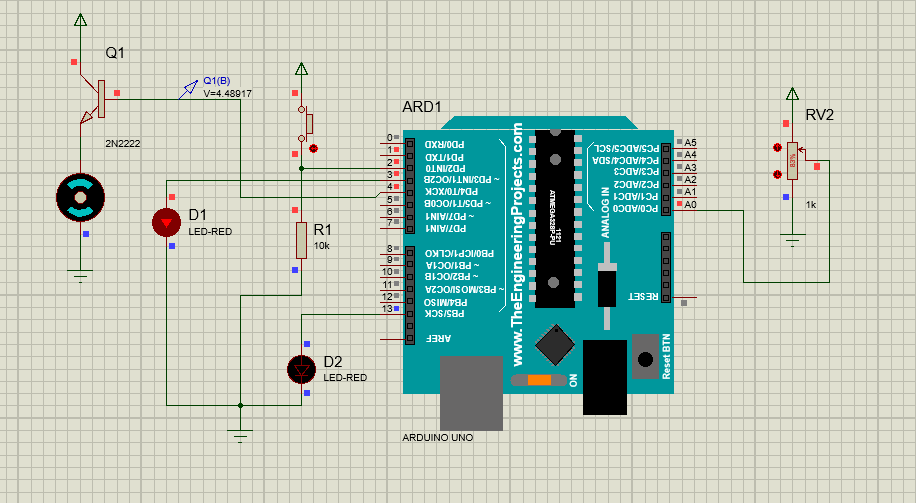 Q1
Q1(B)
V=4.48917
2N2222
D1
LED-RED
R1
10k
D2
LED-RED
ARD1
0
1
2
3
4
5
6
7
8
9
10
11
12
13
PD0/RXD
PD1/TXD
PD2/INT0
~ PD3/INT1/OC2B
PD4/T0/XCK
~ PD5/T1/OC0B
PD7/AIN1
PD7/AIN1
PB0/ICP1/CLKO
~ PB1/OC1A
~ PB2/OC1B
~ PB3/MOSI/OC2A
PB4/MISO
PB5/SCK
AREF
www.TheEngineeringProjects.com
ATMEGA328P-PU
1121
ANALOG IN
PC5/ADC5/SCL
PC4/ADC4/SDA
PC3/ADC3
PC2/ADC2
PC1/ADC1
PC0/ADC0
A5
A4
A3
A2
A1
A0
RESET
Reset BTN
ON
ARDUINO UNO
RV2
83%
1k